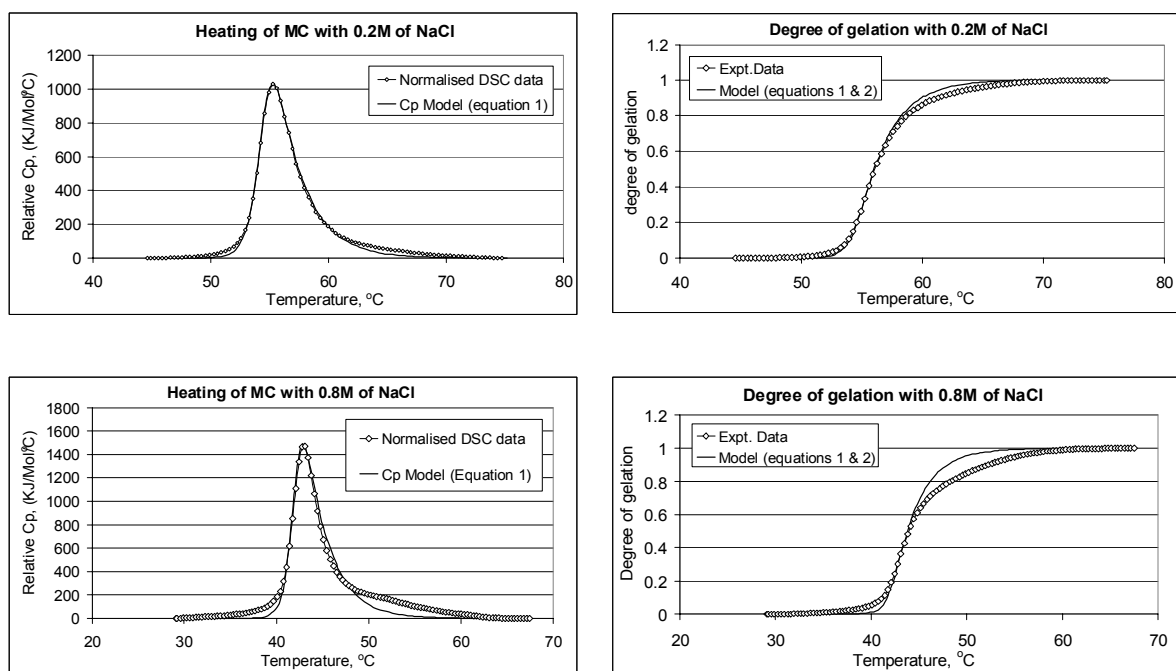 Heating of MC with 0.2M of NaCl
1200
1000
800
600
400
200
0
40 50 60 70 80
Temperature, °C
Relative Cp, (KJ/Mol/°C)
Normalised DSC data
Cp Model (equation 1)
Degree of gelation with 0.2M of NaCl
1.2
1
0.8
0.6
0.4
0.2
0
40 50 60 70 80
Temperature, °C
degree of gelation
Expt.Data
Model (equations 1 & 2)
Heating of MC with 0.8M of NaCl
1800
1600
1400
1200
1000
800
600
400
200
0
20 30 40 50 60 70
Temperature, °C
Relative Cp, (KJ/Mol/°C)
Normalised DSC data
Cp Model (Equation 1)
Degree of gelation with 0.8M of NaCl
1.2
1
0.8
0.6
0.4
0.2
0
20 30 40 50 60 70
Temperature, °C
Degree of gelation
Expt. Data
Model (equations 1 & 2)